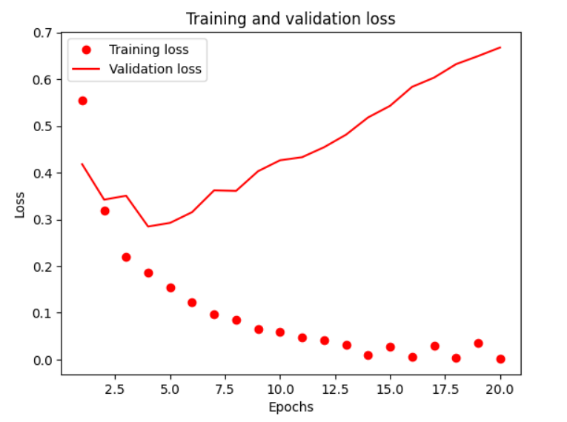 Training and validation loss
Training loss
Validation loss
0.7
0.6
0.5
0.4
0.3
0.2
0.1
0.0
Loss
2.5 5.0 7.5 10.0 12.5 15.0 17.5 20.0
Epochs